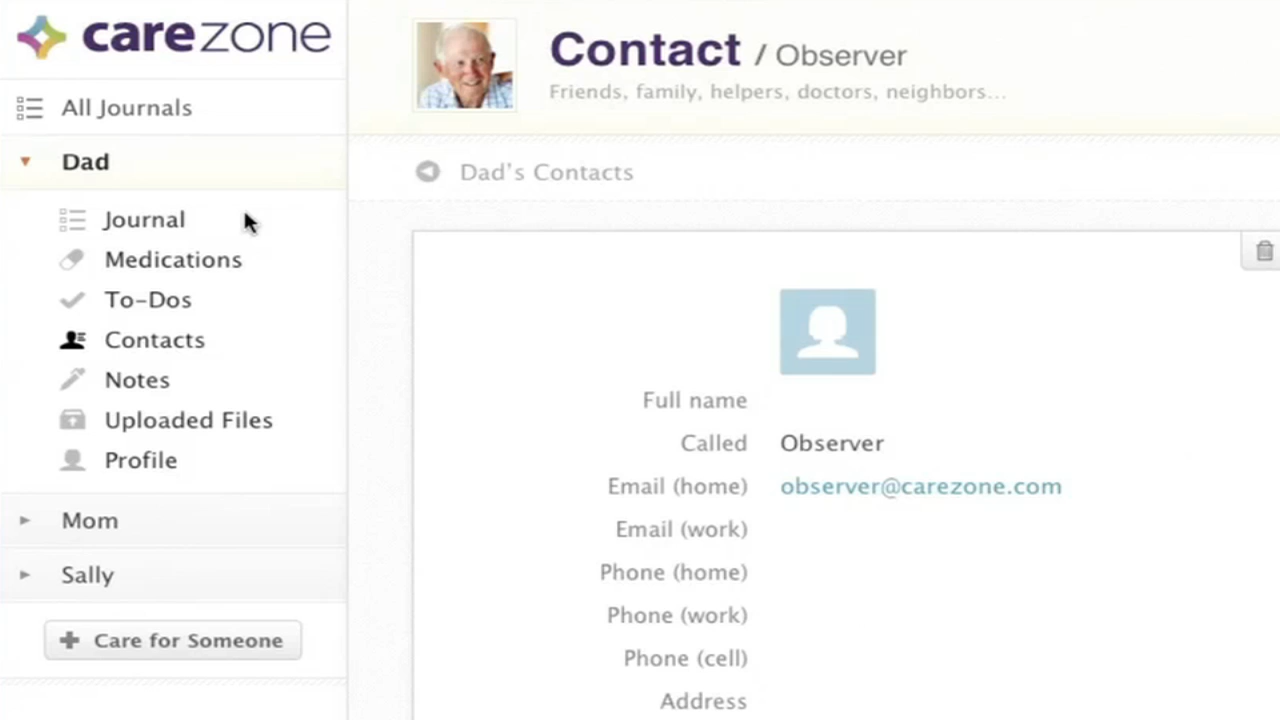 carezone
All Journals
Dad
Journal
Medications
To-Dos
Contacts
Notes
Uploaded Files
Profile
Mom
Sally
Care for Someone
Contact / Observer
Friends, family, helpers, doctors, neighbors...
Dad's Contacts
Full name
Called Observer
Email (home) observer@carezone.com
Email (work)
Phone (home)
Phone (work)
Phone (cell)
Address